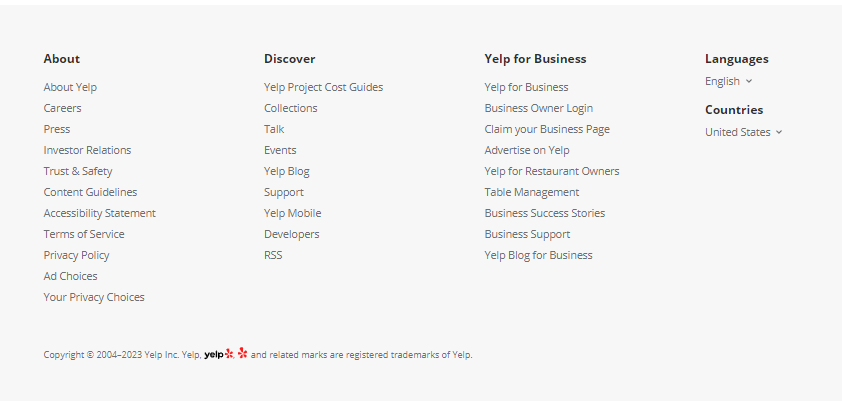 About
About Yelp
Careers
Press
Investor Relations
Trust & Safety
Content Guidelines
Accessibility Statement
Terms of Service
Privacy Policy
Ad Choices
Your Privacy Choices
Discover
Yelp Project Cost Guides
Collections
Talk
Events
Yelp Blog
Support
Yelp Mobile
Developers
RSS
Yelp for Business
Yelp for Business
Business Owner Login
Claim your Business Page
Advertise on Yelp
Yelp for Restaurant Owners
Table Management
Business Success Stories
Business Support
Yelp Blog for Business
Languages
English
Countries
United States
Copyright © 2004–2023 Yelp Inc. Yelp, yelp, and related marks are registered trademarks of Yelp.